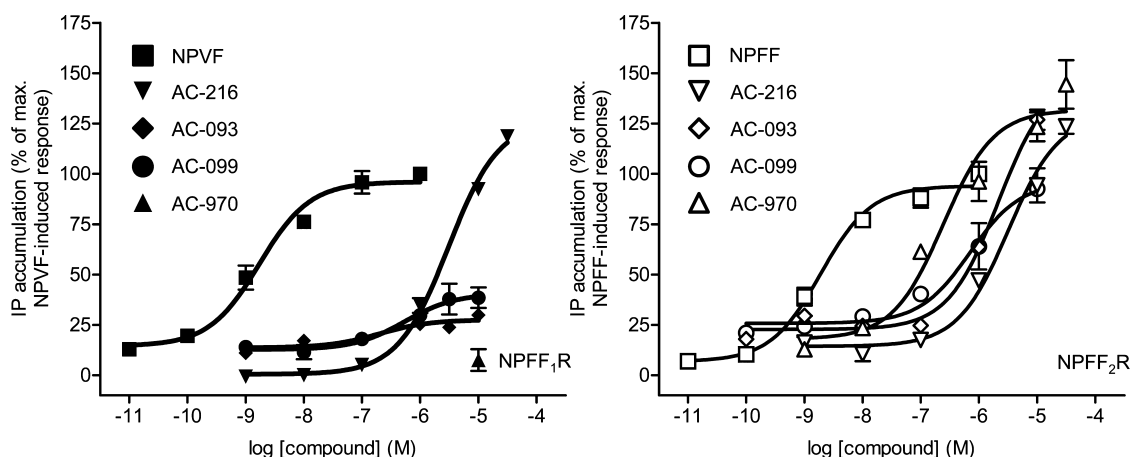 IP accumulation (% of max.
NPVF-induced response)
175
150
125
100
75
50
25
0
NPVF
AC-216
AC-093
AC-099
AC-970
NPFF₁R
-11 -10 -9 -8 -7 -6 -5 -4
log [compound] (M)
IP accumulation (% of max.
NPFF-induced response)
175
150
125
100
75
50
25
0
NPFF
AC-216
AC-093
AC-099
AC-970
NPFF₂R
-11 -10 -9 -8 -7 -6 -5 -4
log [compound] (M)